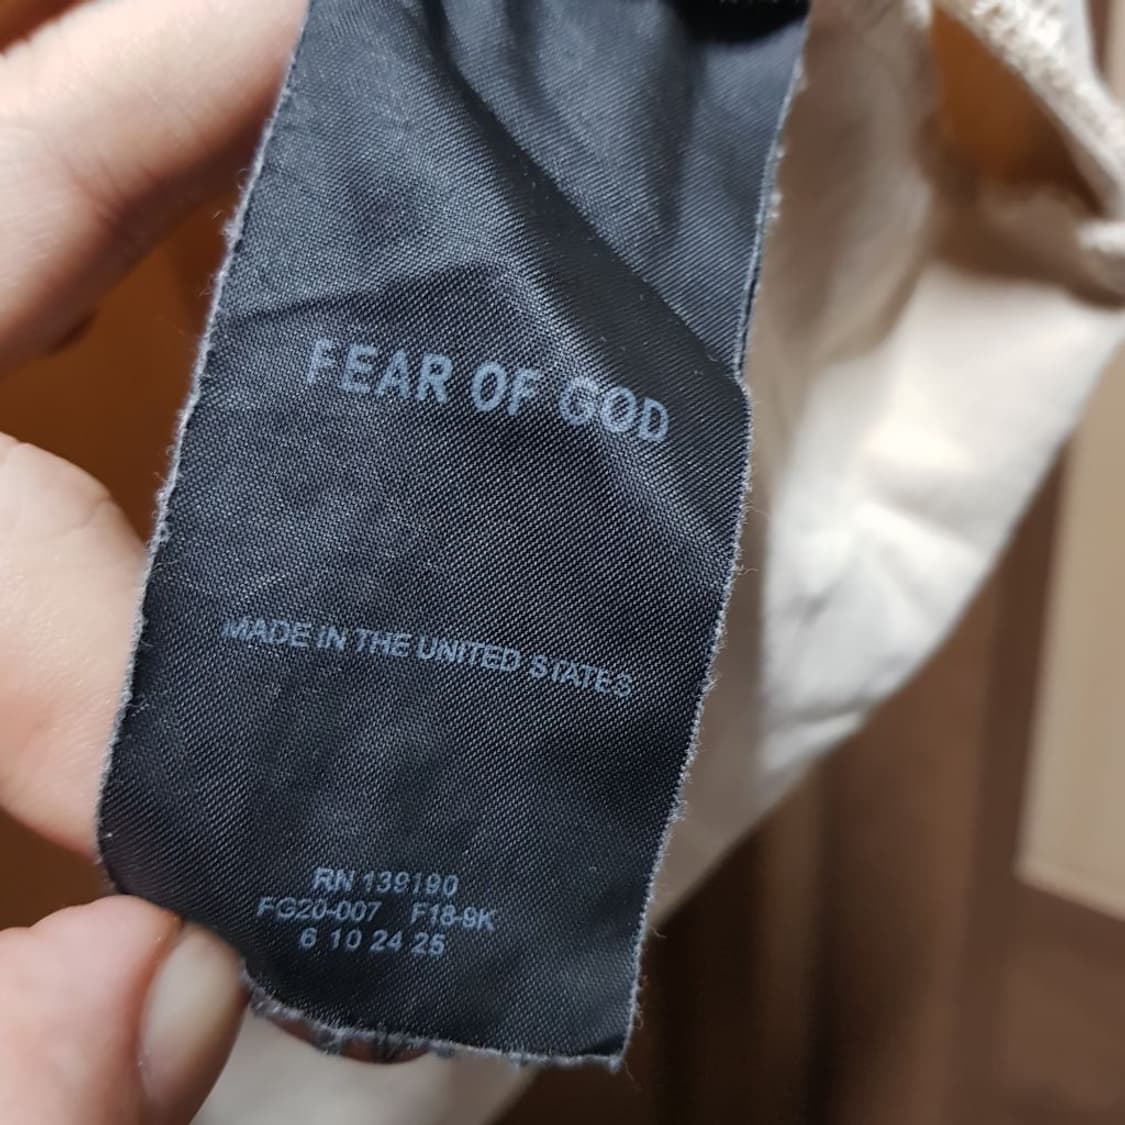 FEAR OF GOD
MADE IN THE UNITED STATES
RN 139190
FG20-007 F18-9K
6 10 24 25